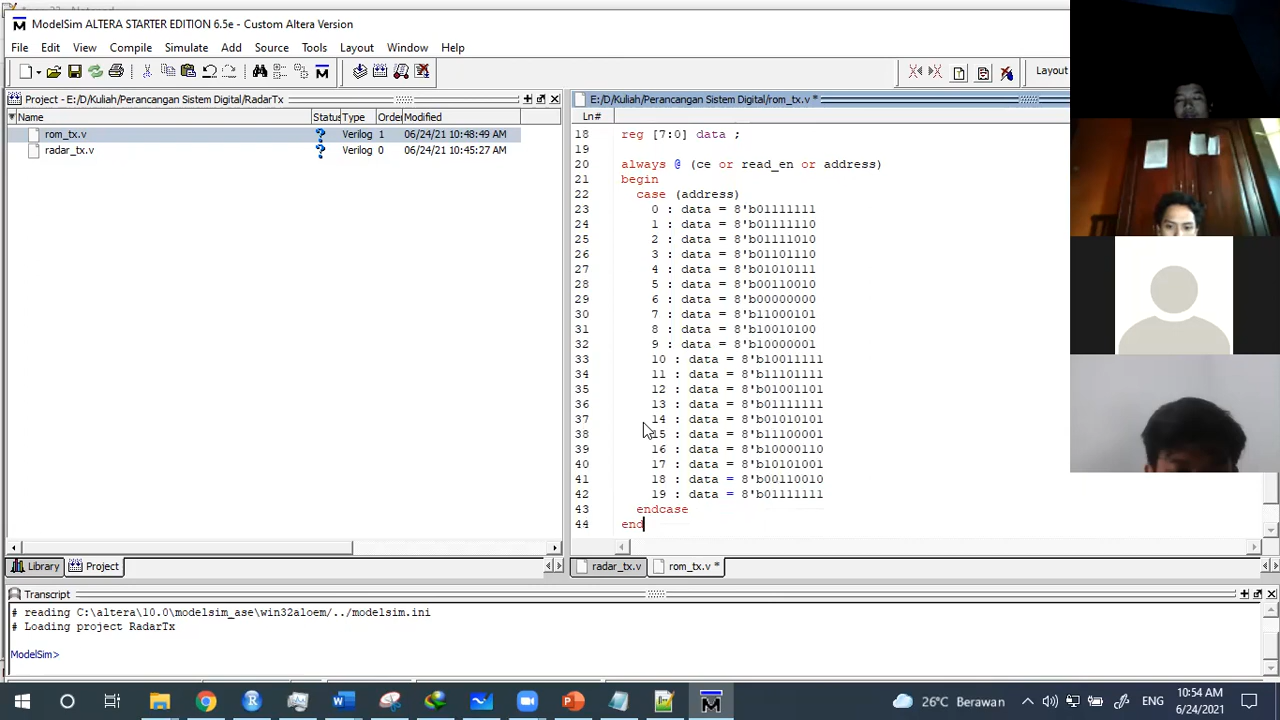 ModelSim ALTERA STARTER EDITION 6.5e - Custom Altera Version
File Edit View Compile Simulate Add Source Tools Layout Window Help
Layout
Project - E:/D/Kuliah/Perancangan Sistem Digital/RadarTx
Name Status Type Order Modified
rom_tx.v Verilog 1 06/24/21 10:48:49 AM
radar_tx.v Verilog 0 06/24/21 10:45:27 AM
E:/D/Kuliah/Perancangan Sistem Digital/rom_tx.v *
Ln#
18 reg [7:0] data ;
19
20 always @ (ce or read_en or address)
21 begin
22 case (address)
23 0 : data = 8'b01111111
24 1 : data = 8'b01111110
25 2 : data = 8'b01111010
26 3 : data = 8'b01101110
27 4 : data = 8'b01010111
28 5 : data = 8'b00110010
29 6 : data = 8'b00000000
30 7 : data = 8'b11000101
31 8 : data = 8'b10010100
32 9 : data = 8'b10000001
33 10 : data = 8'b10011111
34 11 : data = 8'b11101111
35 12 : data = 8'b01001101
36 13 : data = 8'b01111111
37 14 : data = 8'b01010101
38 15 : data = 8'b11100001
39 16 : data = 8'b10000110
40 17 : data = 8'b10101001
41 18 : data = 8'b00110010
42 19 : data = 8'b01111111
43 endcase
44 end
Library Project
radar_tx.v rom_tx.v *
Transcript
# reading C:\altera\10.0\modelsim_ase\win32aloem/../modelsim.ini
# Loading project RadarTx
ModelSim>
26°C Berawan ENG 10:54 AM
6/24/2021